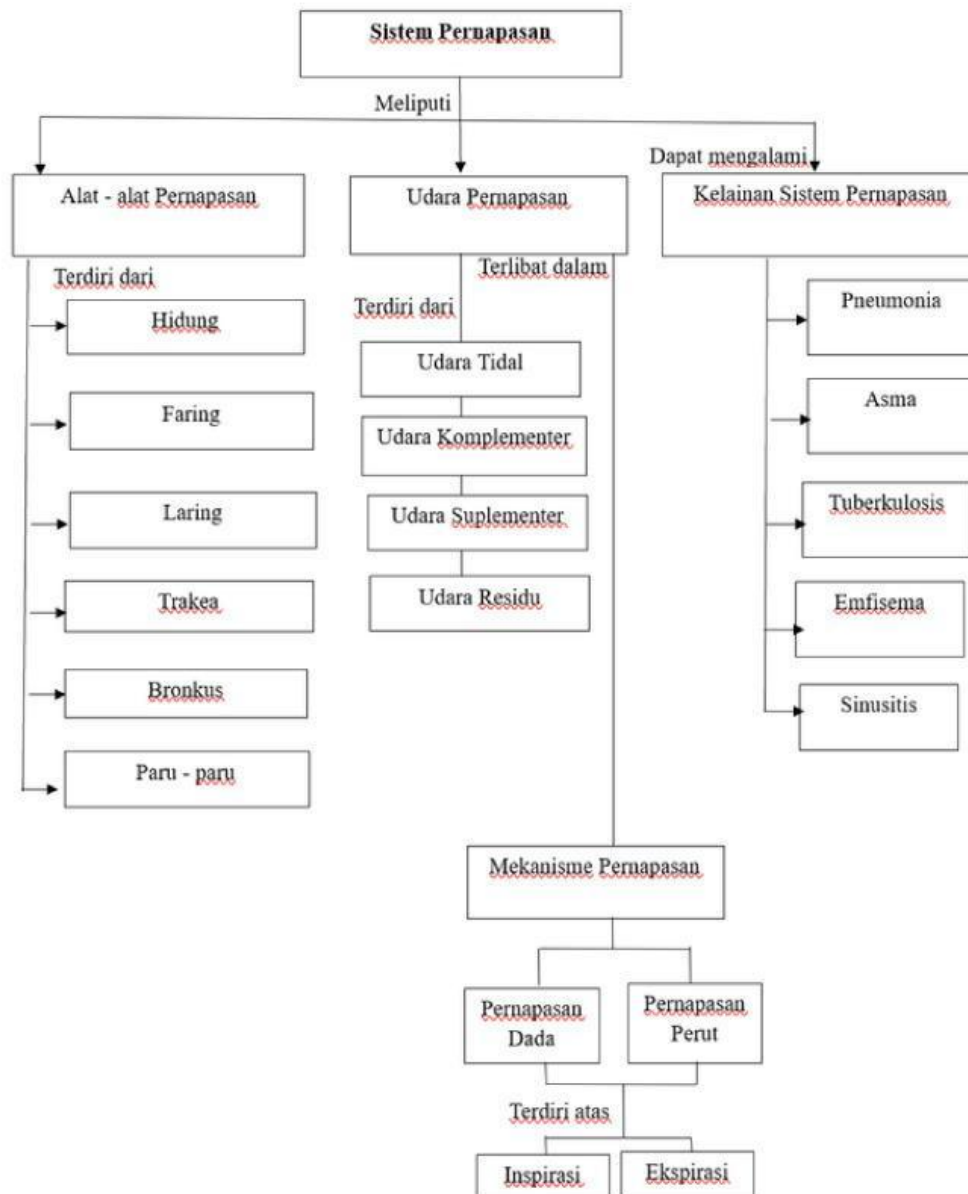 Sistem Pernapasan
Meliputi
Dapat mengalami
Alat - alat Pernapasan
Udara Pernapasan
Kelainan Sistem Pernapasan
Terdiri dari
Hidung
Faring
Laring
Trakea
Bronkus
Paru - paru
Terlibat dalam
Terdiri dari
Udara Tidal
Udara Komplementer
Udara Suplementer
Udara Residu
Pneumonia
Asma
Tuberkulosis
Emfisema
Sinusitis
Mekanisme Pernapasan
Pernapasan
Dada
Pernapasan
Perut
Terdiri atas
Inspirasi
Ekspirasi